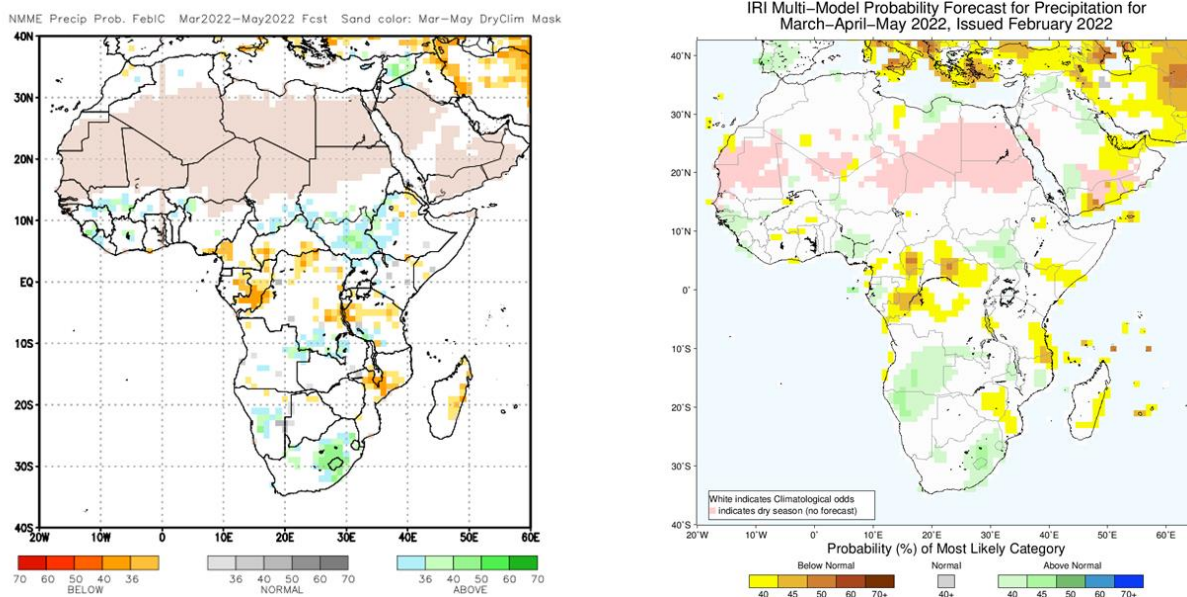 NMME Precip Prob. FebIC Mar2022-May2022 Fcst Sand color: Mar-May DryClim Mask
40N
30N
20N
10N
EQ
10S
20S
30S
40S
20W 10W 0 10E 20E 30E 40E 50E 60E
70 60 50 40 36
BELOW
36 40 50 60 70
NORMAL
36 40 50 60 70
ABOVE
IRI Multi-Model Probability Forecast for Precipitation for
March-April-May 2022, Issued February 2022
40˚N
30˚N
20˚N
10˚N
0˚
10˚S
20˚S
30˚S
40˚S
White indicates Climatological odds
indicates dry season (no forecast)
20˚W 10˚W 0˚ 10˚E 20˚E 30˚E 40˚E 50˚E 60˚E
Probability (%) of Most Likely Category
Below Normal Normal Above Normal
40 45 50 60 70+ 40+ 40 45 50 60 70+